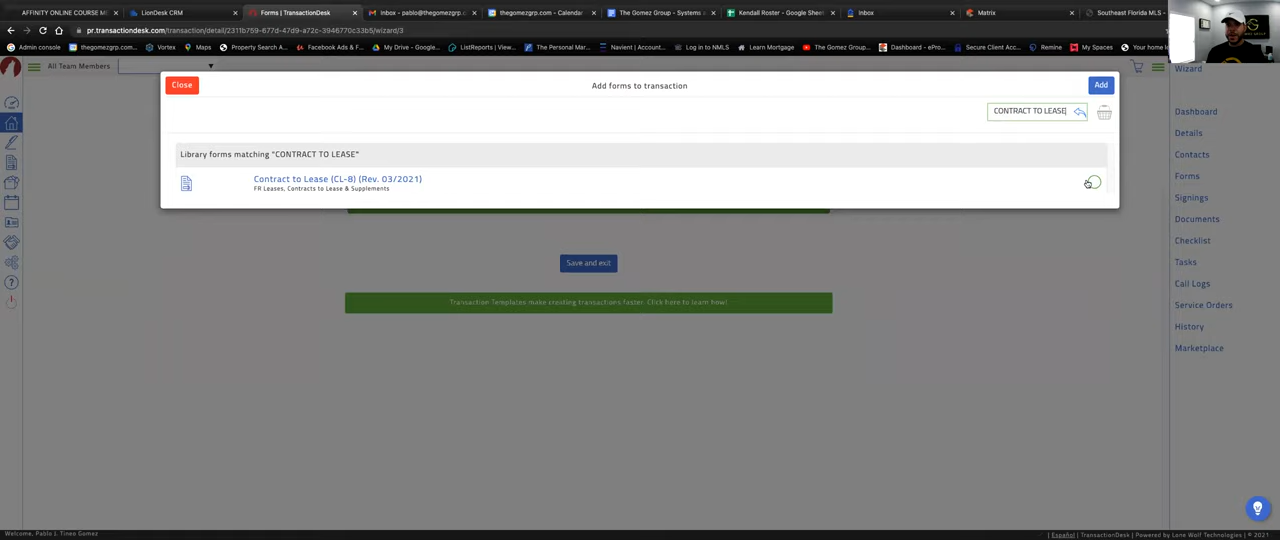 AFFINITY ONLINE COURSE ME
LionDesk CRM
Forms | TransactionDesk
Inbox - pablo@thegomezgrp.c
thegomezgrp.com - Calendar
The Gomez Group - Systems a
Kendall Roster - Google Sheet
Inbox
Matrix
Southeast Florida MLS -
pr.transactiondesk.com/transaction/detail/2311b759-677d-47d9-a72c-3946770c33b5/wizard/3
Admin console
thegomezgrp.com...
Vortex
Maps
Property Search A...
Facebook Ads & F...
My Drive - Google...
ListReports | My Li...
The Personal Mar...
Navient | Account...
Log in to NMLS
Learn Mortgage
The Gomez Group...
Dashboard - ePro...
Secure Client Acc...
Remine
My Spaces
Your home l
All Team Members
Wizard
Close
Add forms to transaction
Add
CONTRACT TO LEASE
Library forms matching "CONTRACT TO LEASE"
Contract to Lease (CL-8) (Rev. 03/2021)
FR Leases, Contracts to Lease & Supplements
Save and exit
Transaction Templates make creating transactions faster. Click here to learn how!
Dashboard
Details
Contacts
Forms
Signings
Documents
Checklist
Tasks
Call Logs
Service Orders
History
Marketplace
Welcome, Pablo J. Tineo Gomez
| Español | TransactionDesk | Powered by Lone Wolf Technologies | © 2021